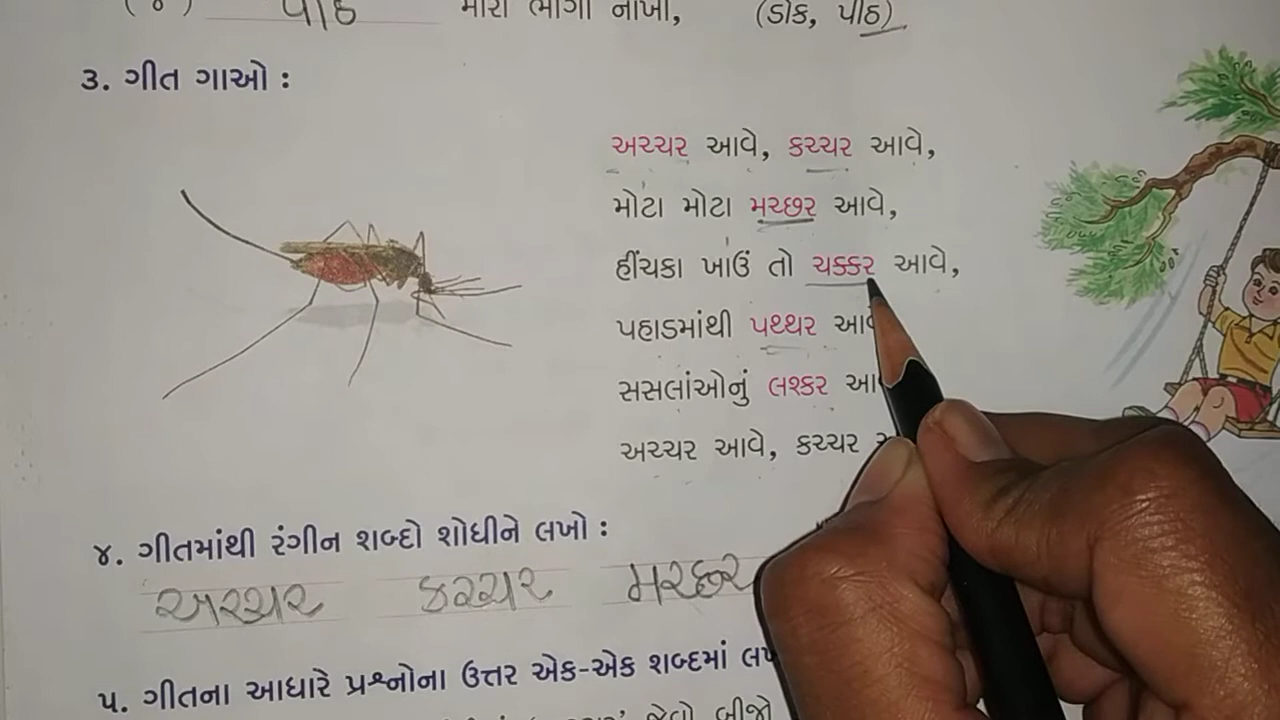 (૪) પીઠ મારી ભાંગી નાખી, (ડોક, પીઠ)
૩. ગીત ગાઓ :
અચ્ચર આવે, કચ્ચર આવે,
મોટા મોટા મચ્છર આવે,
હીંચકા ખાઉં તો ચક્કર આવે,
પહાડમાંથી પથ્થર આવે
સસલાંઓનું લશ્કર આ
અચ્ચર આવે, કચ્ચર
૪. ગીતમાંથી રંગીન શબ્દો શોધીને લખો :
અચ્ચર કચ્ચર મચ્છર
૫. ગીતના આધારે પ્રશ્નોના ઉત્તર એક-એક શબ્દમાં લખ
જેવો બીજો